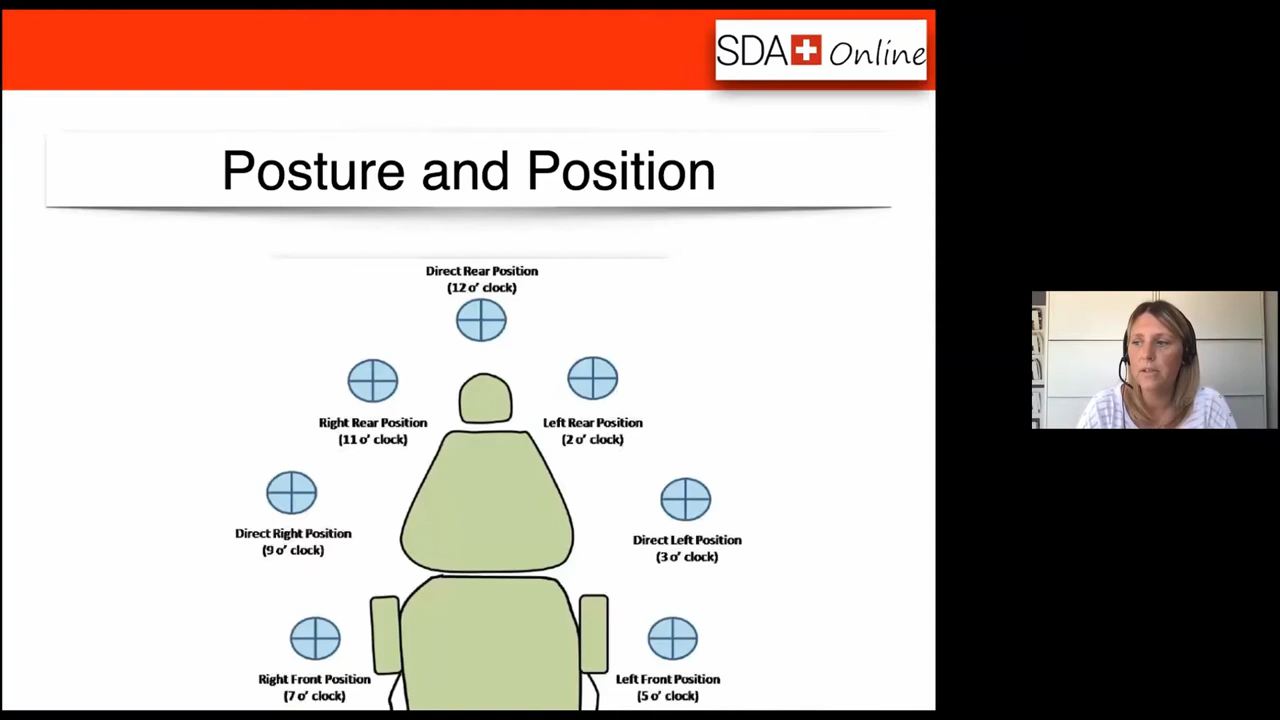 SDA Online
Posture and Position
Direct Rear Position
(12 o' clock)
Right Rear Position
(11 o' clock)
Left Rear Position
(2 o' clock)
Direct Right Position
(9 o' clock)
Direct Left Position
(3 o' clock)
Right Front Position
(7 o' clock)
Left Front Position
(5 o' clock)